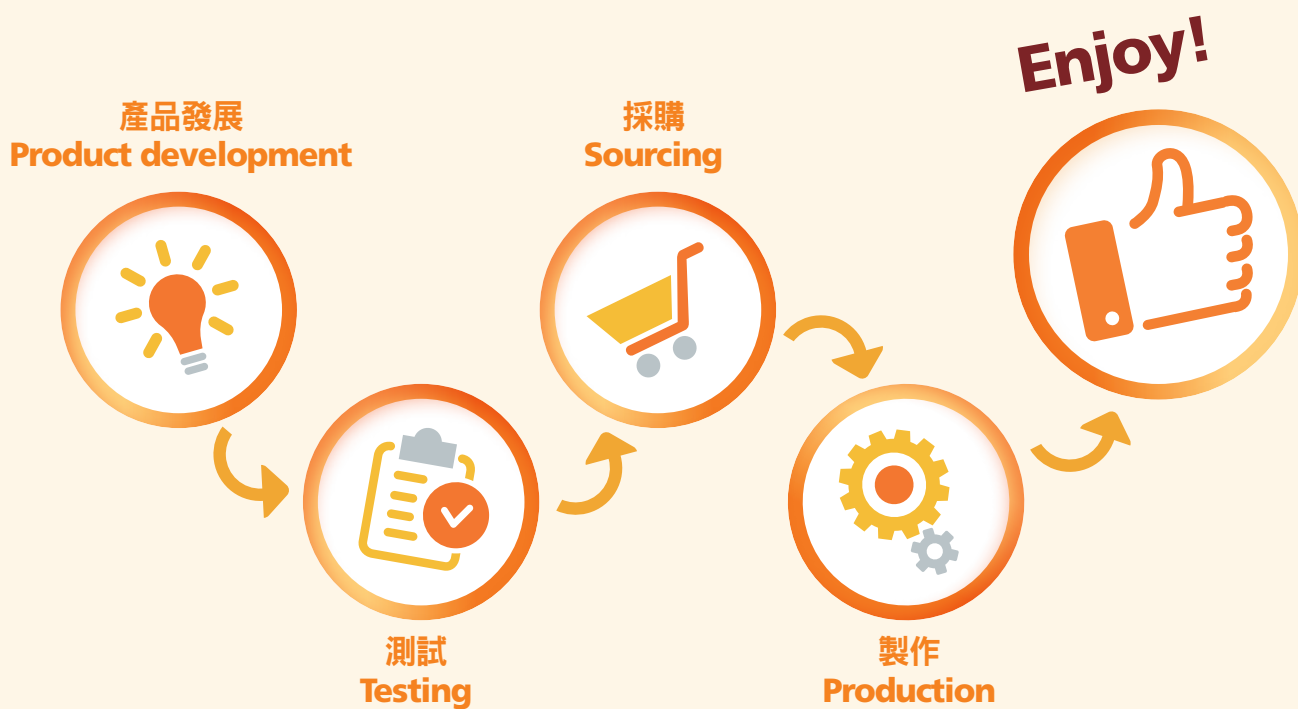 產品發展
Product development
測試
Testing
採購
Sourcing
製作
Production
Enjoy!